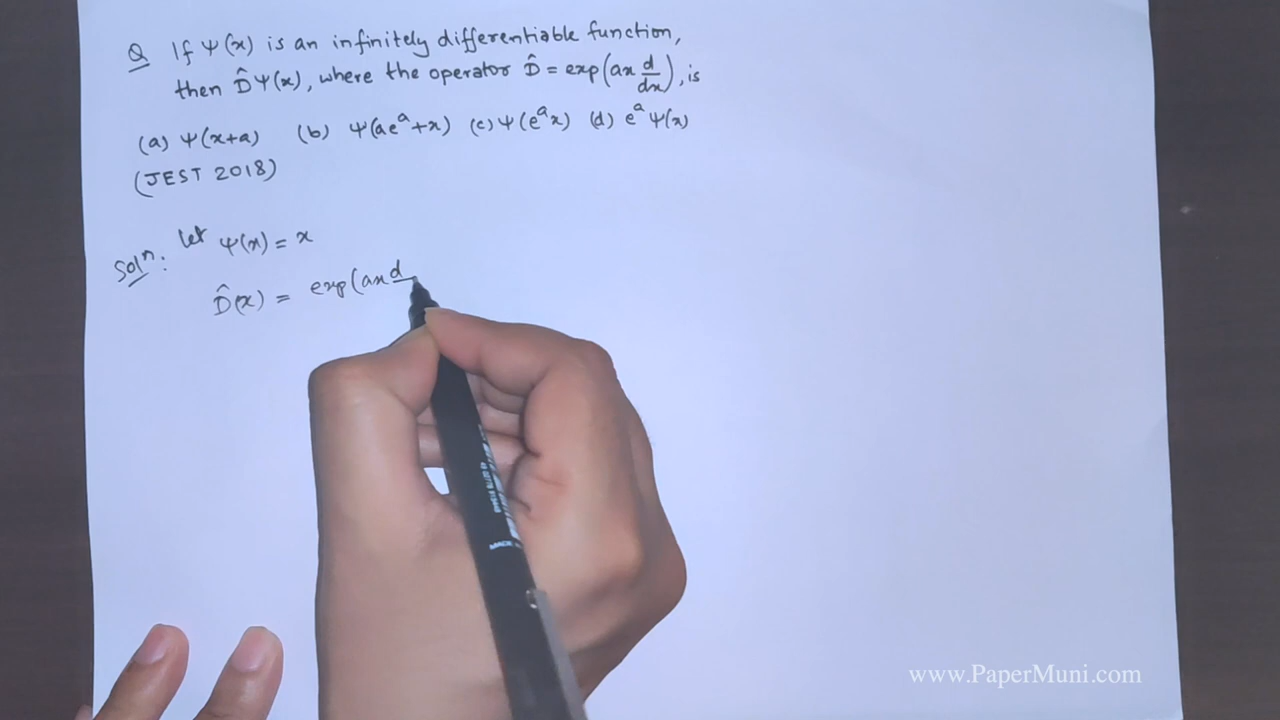 Q If Ψ(x) is an infinitely differentiable function,
then D̂Ψ(x), where the operator D̂ = exp(ax d/dx), is
(a) Ψ(x+a) (b) Ψ(ae^a+x) (c) Ψ(e^a x) (d) e^a Ψ(x)
(JEST 2018)
Solⁿ: let Ψ(x) = x
D̂(x) = exp(ax d
www.PaperMuni.com